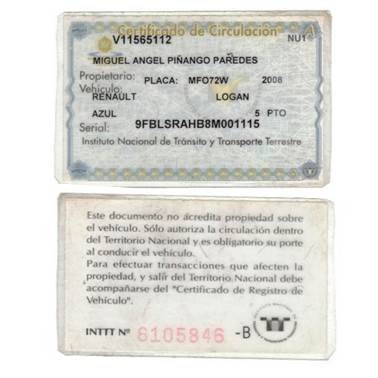 Certificado de Circulación A
V11565112 NU1
MIGUEL ANGEL PIÑANGO PAREDES
Propietario: PLACA: MFO72W 2008
Vehículo:
RENAULT LOGAN
AZUL 5 PTO
Serial: 9FBLSRAHB8M001115
Instituto Nacional de Tránsito y Transporte Terrestre
Este documento no acredita propiedad sobre
el vehículo. Sólo autoriza la circulación dentro
del Territorio Nacional y es obligatorio su porte
al conducir el vehículo.
Para efectuar transacciones que afecten la
propiedad, y salir del Territorio Nacional debe
acompañarse del "Certificado de Registro de
Vehículo".
INTTT Nº 6105846 -B